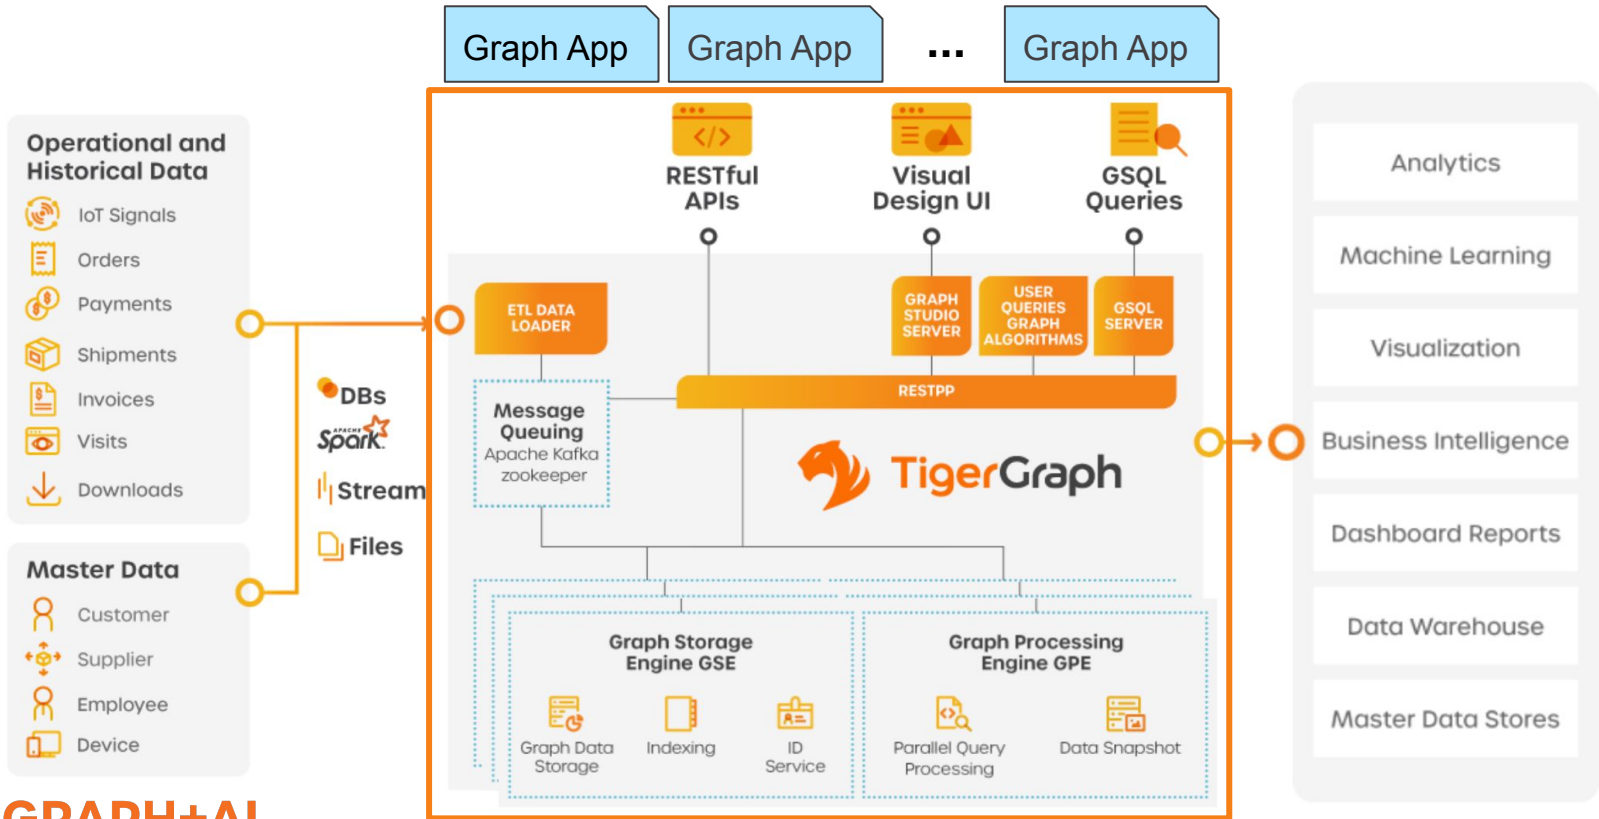 Graph App
Graph App
...
Graph App
Operational and
Historical Data
IoT Signals
Orders
Payments
Shipments
Invoices
Visits
Downloads
Master Data
Customer
Supplier
Employee
Device
GRAPH+AI
DBs
APACHE
Spark
Stream
Files
RESTful
APIs
Visual
Design UI
GSQL
Queries
ETL DATA
LOADER
GRAPH
STUDIO
SERVER
USER
QUERIES
GRAPH
ALGORITHMS
GSQL
SERVER
RESTPP
Message
Queuing
Apache Kafka
zookeeper
TigerGraph
Graph Storage
Engine GSE
Graph Data
Storage
Indexing
ID
Service
Graph Processing
Engine GPE
Parallel Query
Processing
Data Snapshot
Analytics
Machine Learning
Visualization
Business Intelligence
Dashboard Reports
Data Warehouse
Master Data Stores